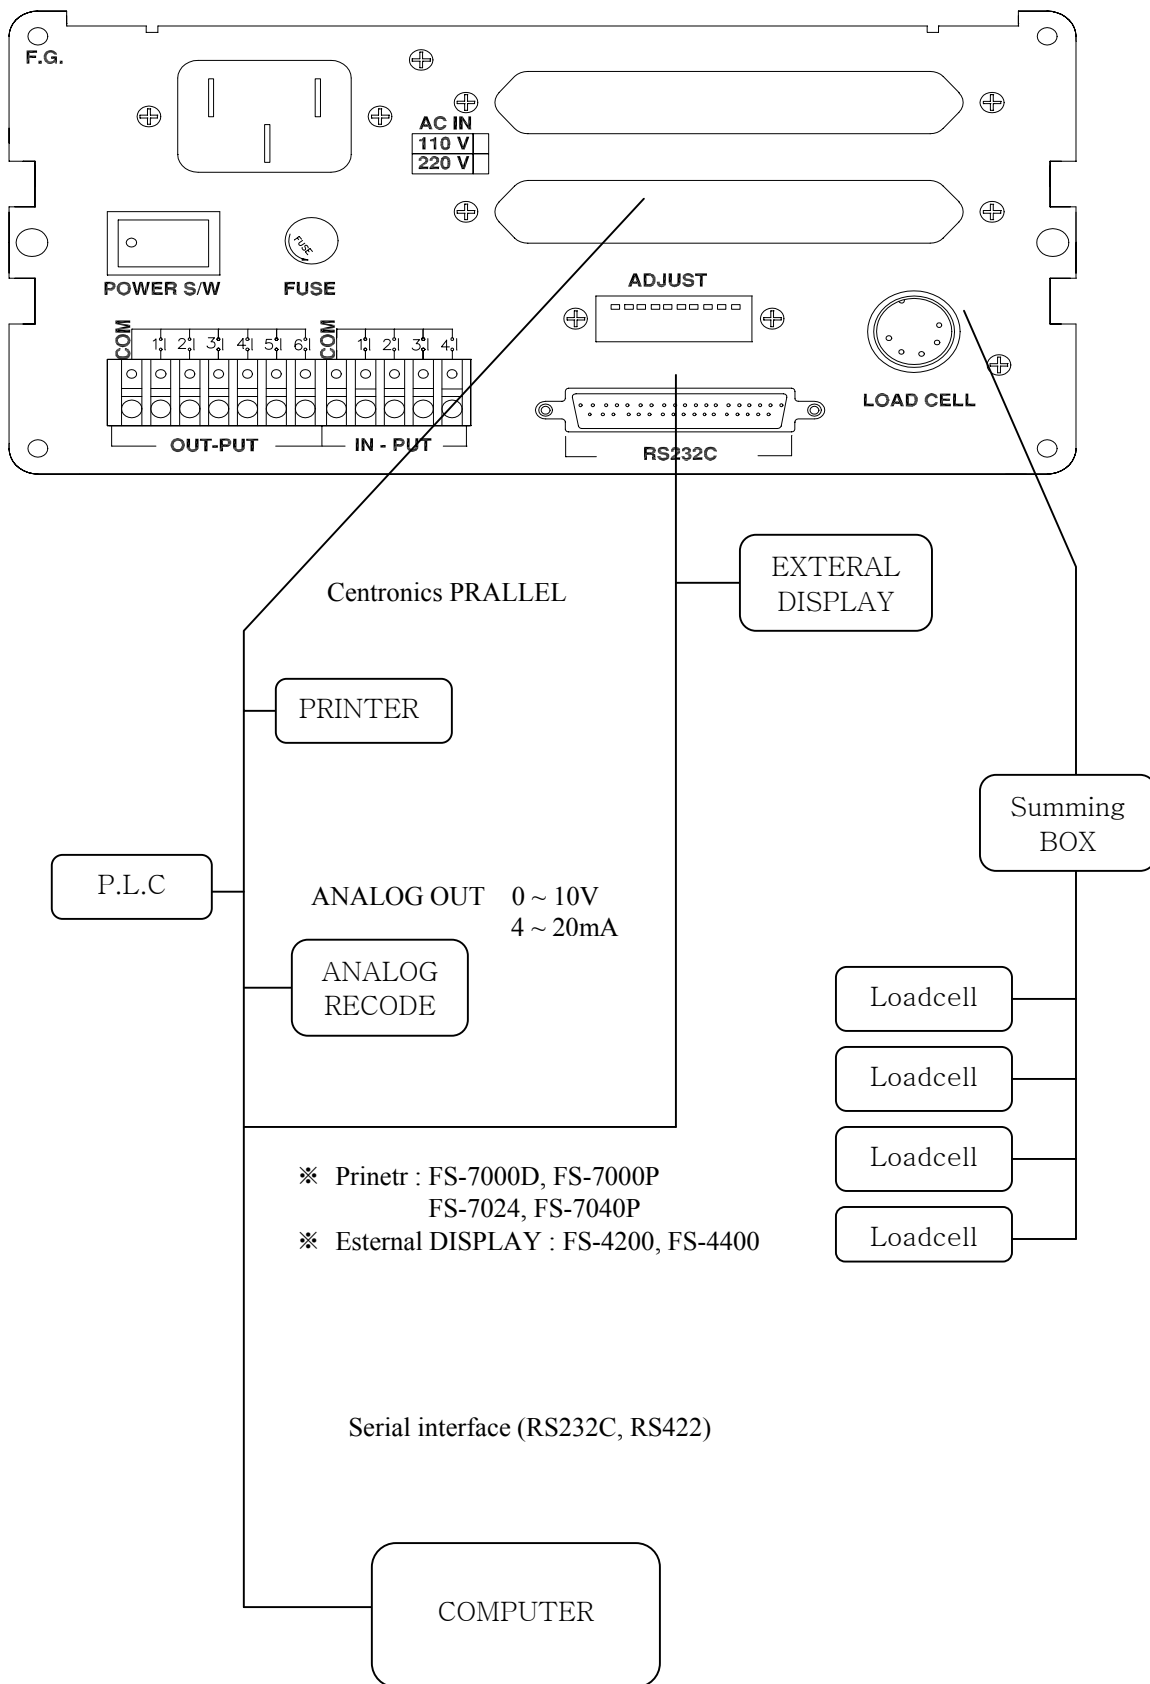 F.G.
AC IN
110 V
220 V
POWER S/W
FUSE
FUSE
ADJUST
LOAD CELL
COM 1 2 3 4 5 6 COM 1 2 3 4
OUT-PUT
IN - PUT
RS232C
EXTERAL
DISPLAY
Centronics PRALLEL
PRINTER
Summing
BOX
P.L.C
ANALOG OUT 0 ~ 10V
4 ~ 20mA
ANALOG
RECODE
Loadcell
Loadcell
Loadcell
Loadcell
※ Prinetr : FS-7000D, FS-7000P
FS-7024, FS-7040P
※ Esternal DISPLAY : FS-4200, FS-4400
Serial interface (RS232C, RS422)
COMPUTER